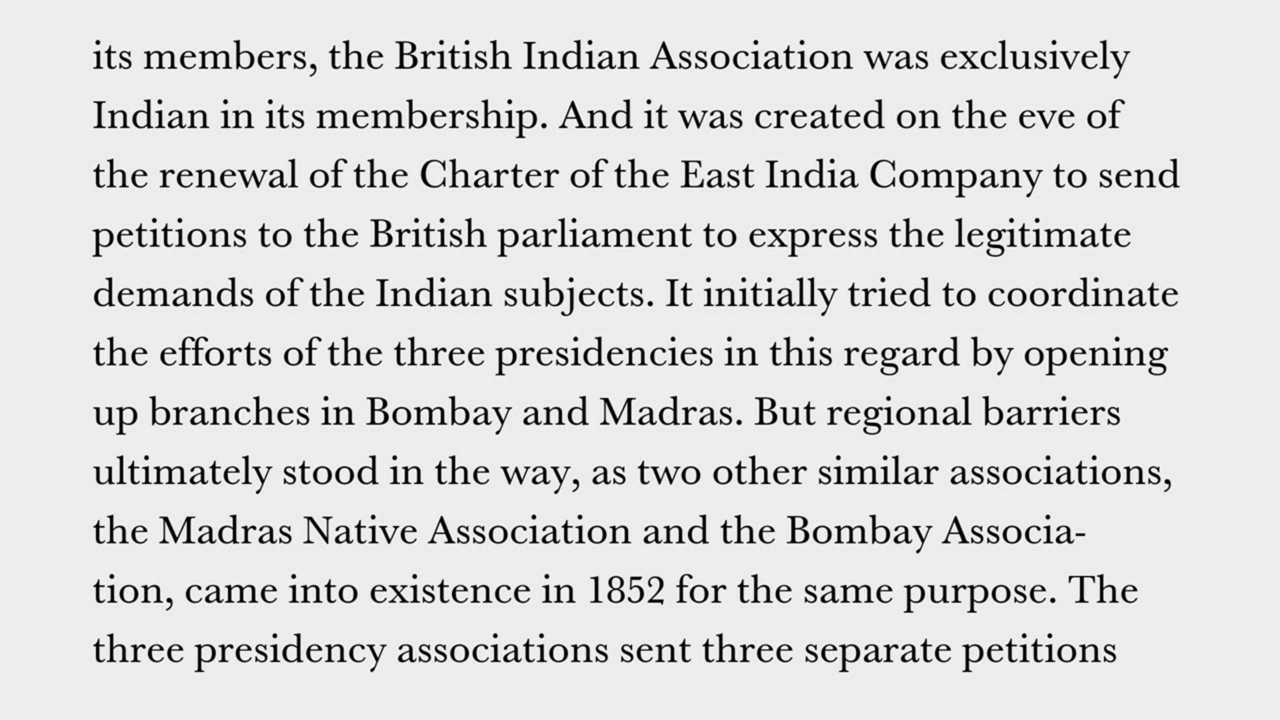 its members, the British Indian Association was exclusively
Indian in its membership. And it was created on the eve of
the renewal of the Charter of the East India Company to send
petitions to the British parliament to express the legitimate
demands of the Indian subjects. It initially tried to coordinate
the efforts of the three presidencies in this regard by opening
up branches in Bombay and Madras. But regional barriers
ultimately stood in the way, as two other similar associations,
the Madras Native Association and the Bombay Associa-
tion, came into existence in 1852 for the same purpose. The
three presidency associations sent three separate petitions